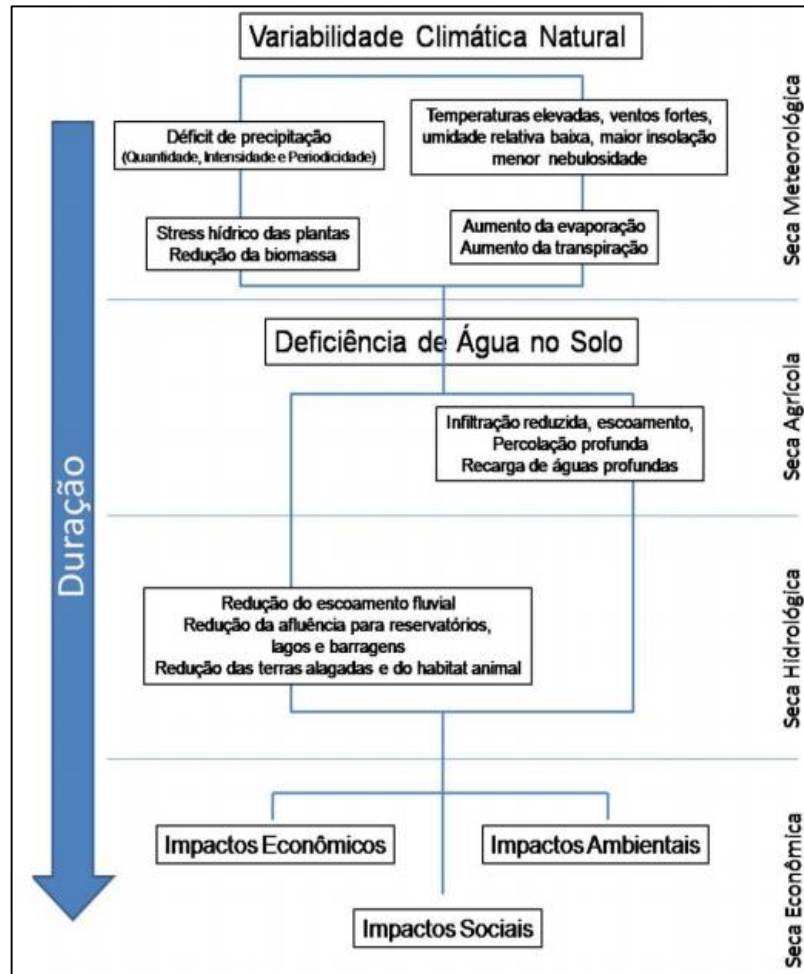 Variabilidade Climática Natural
Déficit de precipitação
(Quantidade, Intensidade e Periodicidade)
Temperaturas elevadas, ventos fortes,
umidade relativa baixa, maior insolação
menor nebulosidade
Stress hídrico das plantas
Redução da biomassa
Aumento da evaporação
Aumento da transpiração
Seca Meteorológica
Deficiência de Água no Solo
Infiltração reduzida, escoamento,
Percolação profunda
Recarga de águas profundas
Seca Agrícola
Duração
Redução do escoamento fluvial
Redução da afluência para reservatórios,
lagos e barragens
Redução das terras alagadas e do habitat animal
Seca Hidrológica
Impactos Econômicos
Impactos Ambientais
Impactos Sociais
Seca Econômica